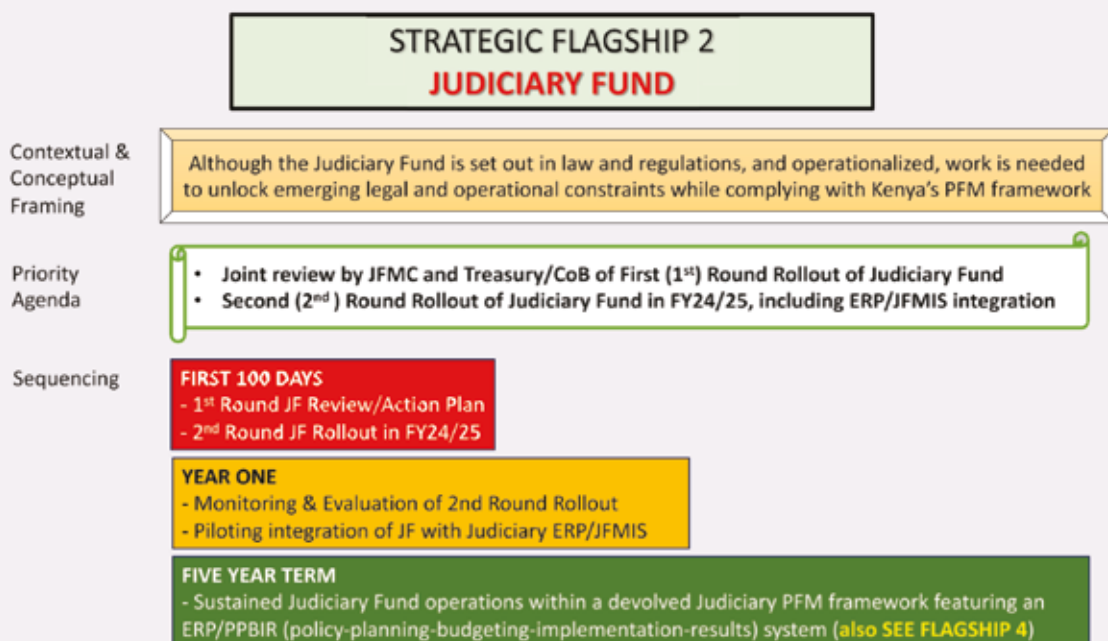 STRATEGIC FLAGSHIP 2
JUDICIARY FUND
Contextual &
Conceptual
Framing
Although the Judiciary Fund is set out in law and regulations, and operationalized, work is needed
to unlock emerging legal and operational constraints while complying with Kenya's PFM framework
Priority
Agenda
• Joint review by JFMC and Treasury/CoB of First (1st) Round Rollout of Judiciary Fund
• Second (2nd ) Round Rollout of Judiciary Fund in FY24/25, including ERP/JFMIS integration
Sequencing
FIRST 100 DAYS
- 1st Round JF Review/Action Plan
- 2nd Round JF Rollout in FY24/25
YEAR ONE
- Monitoring & Evaluation of 2nd Round Rollout
- Piloting integration of JF with Judiciary ERP/JFMIS
FIVE YEAR TERM
- Sustained Judiciary Fund operations within a devolved Judiciary PFM framework featuring an
ERP/PPBIR (policy-planning-budgeting-implementation-results) system (also SEE FLAGSHIP 4)